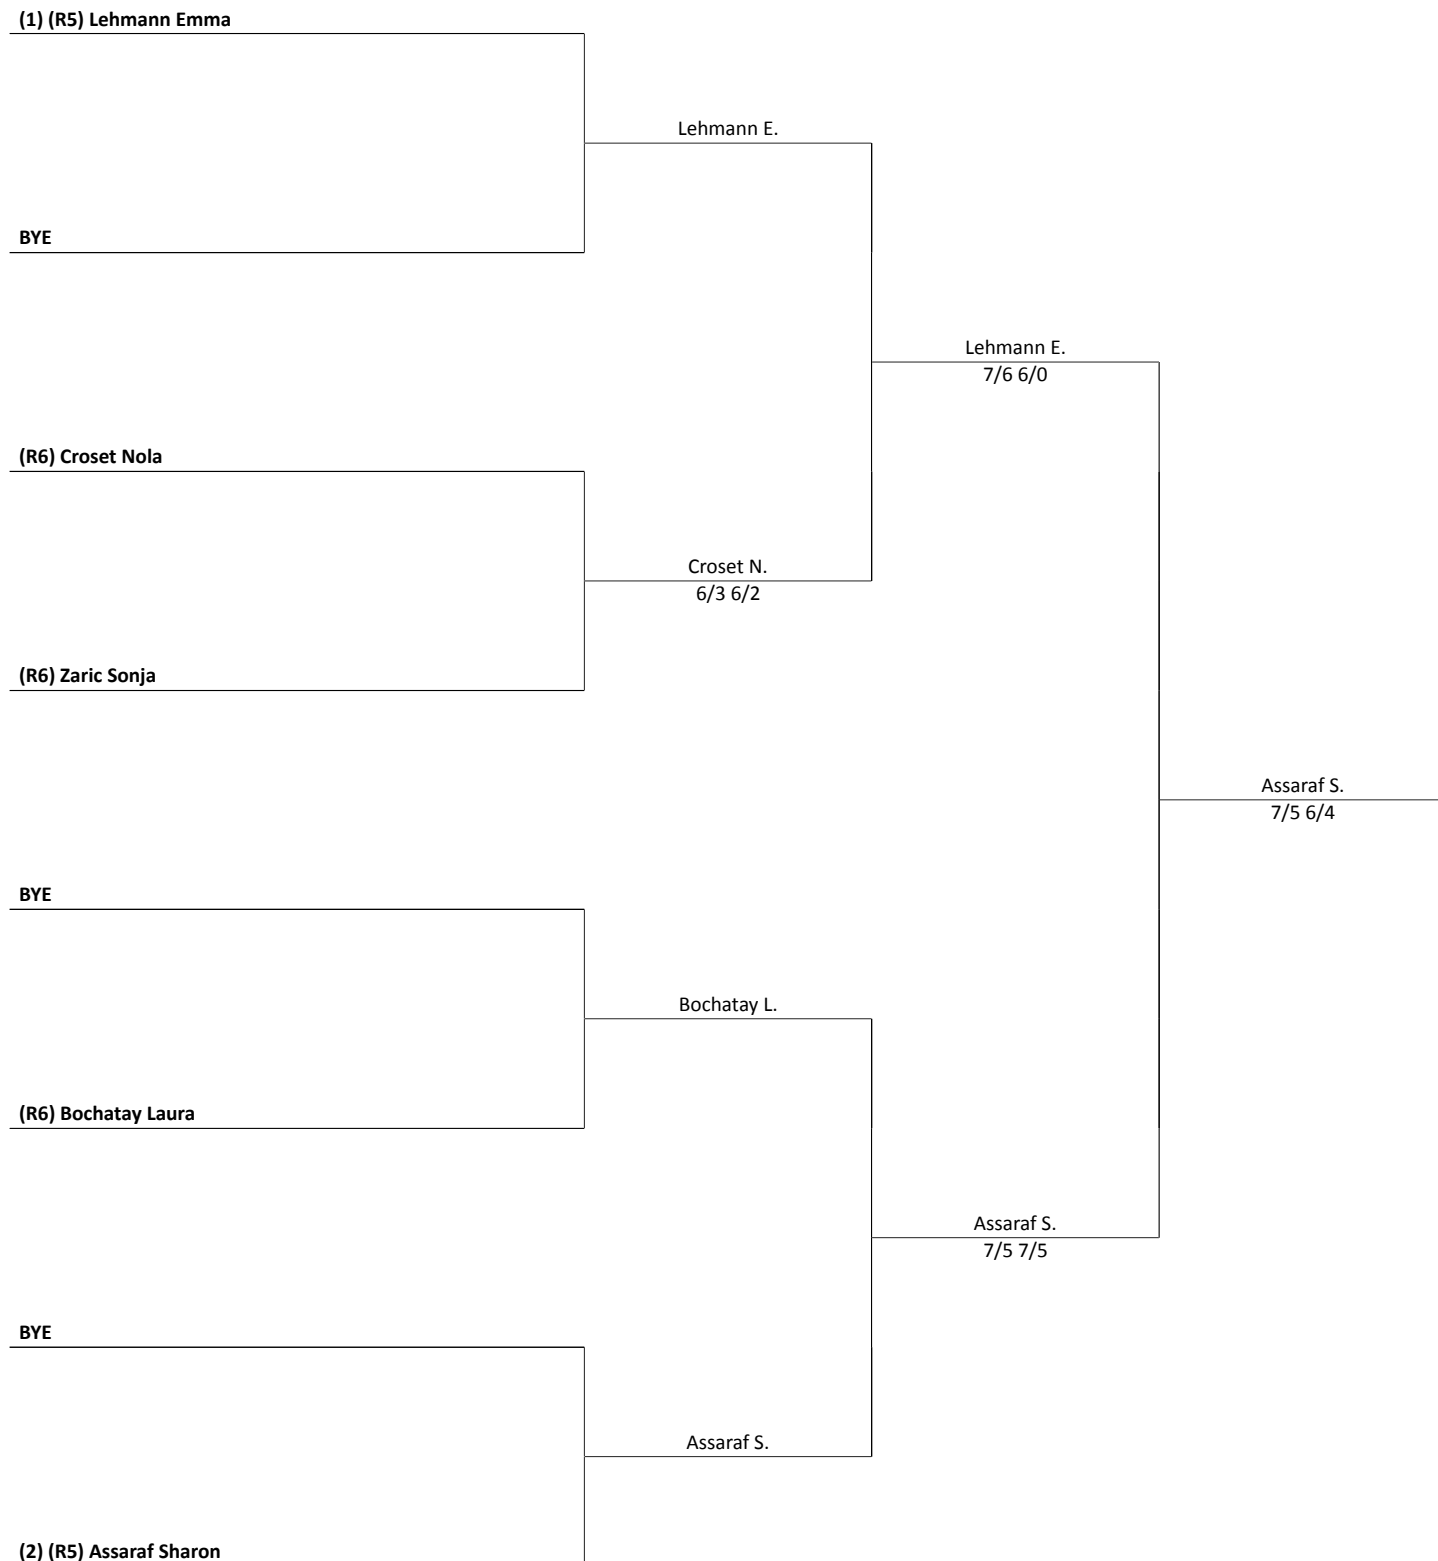 (1) (R5) Lehmann Emma
Lehmann E.
BYE
Lehmann E.
7/6 6/0
(R6) Croset Nola
Croset N.
6/3 6/2
(R6) Zaric Sonja
Assaraf S.
7/5 6/4
BYE
Bochatay L.
(R6) Bochatay Laura
Assaraf S.
7/5 7/5
BYE
Assaraf S.
(2) (R5) Assaraf Sharon